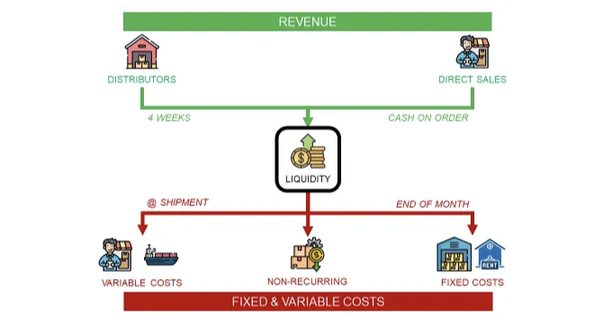 REVENUE
DISTRIBUTORS
DIRECT SALES
4 WEEKS
CASH ON ORDER
LIQUIDITY
@ SHIPMENT
END OF MONTH
RENT
VARIABLE COSTS
NON-RECURRING
FIXED COSTS
FIXED & VARIABLE COSTS